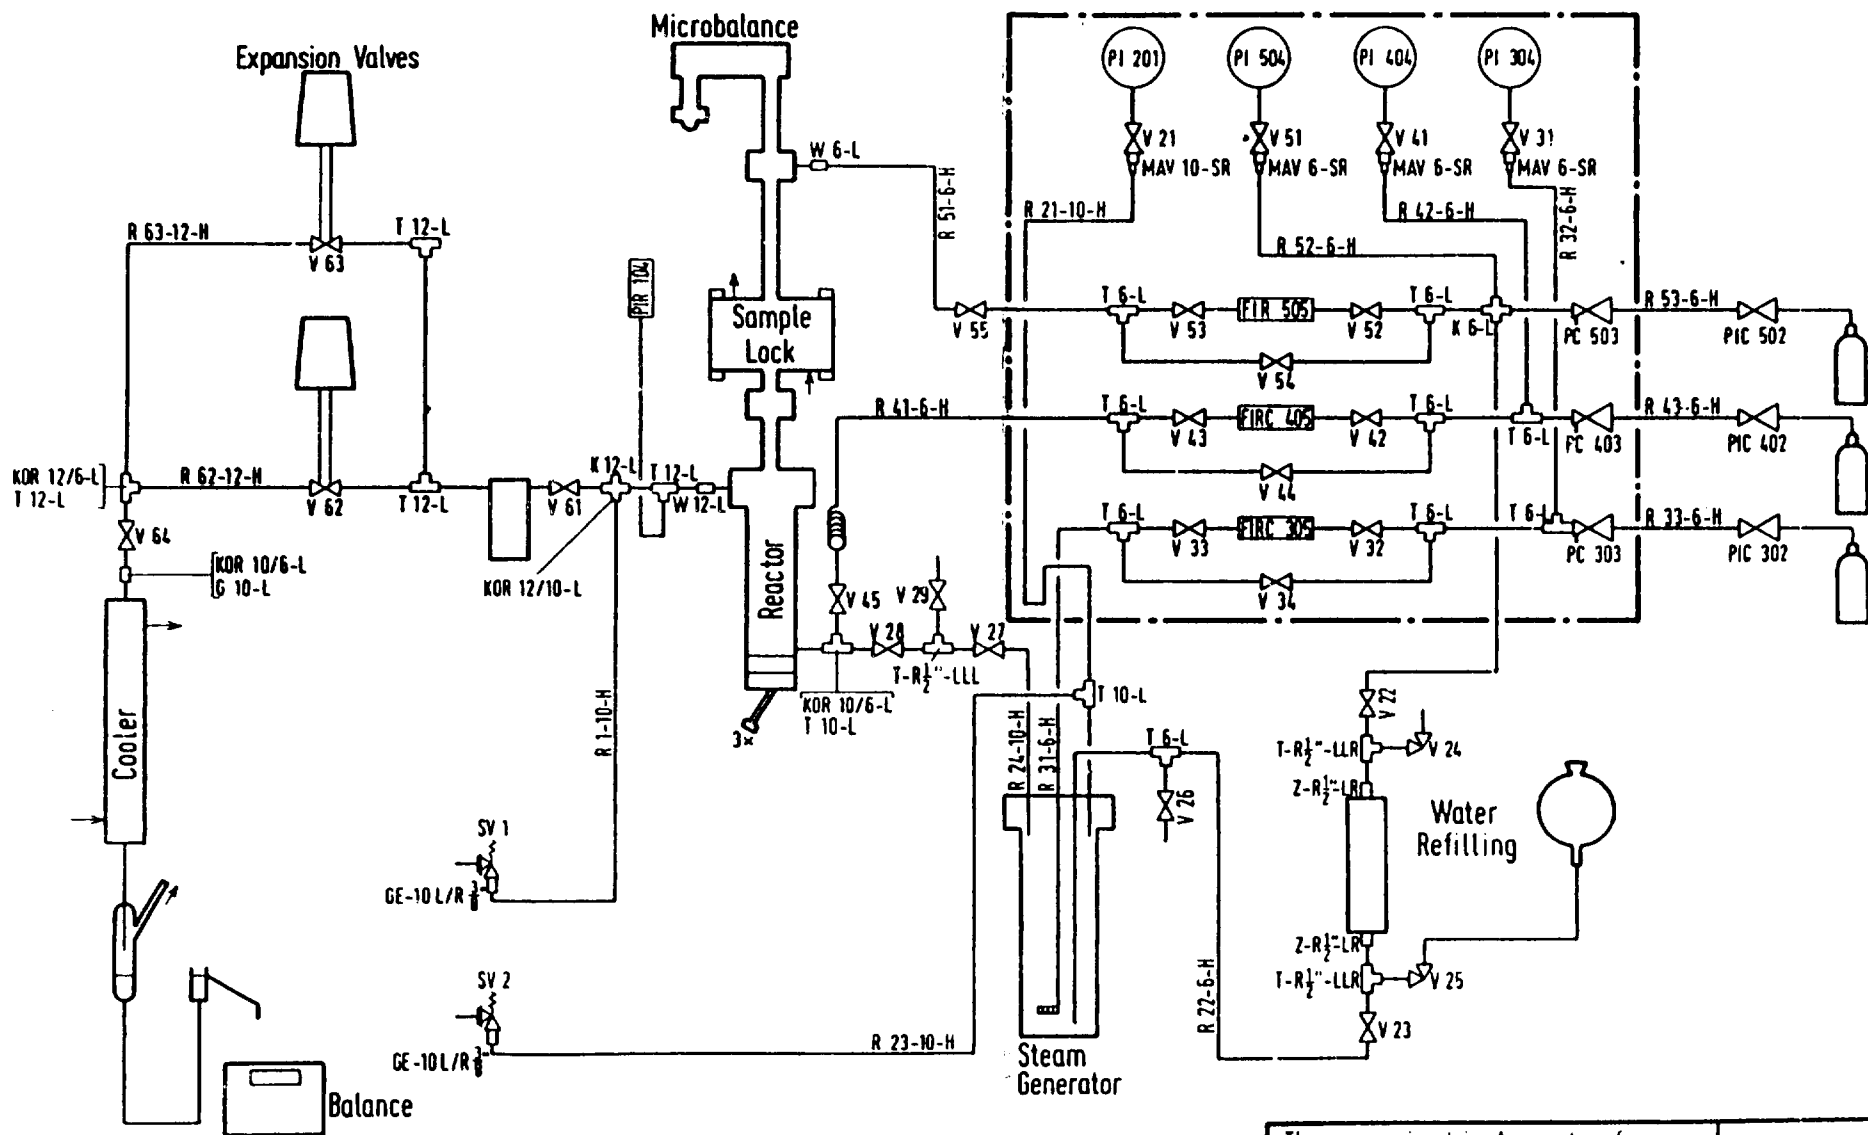 Microbalance
Expansion Valves
PI 201
PI 504
PI 404
PI 304
V 21
V 51
V 41
V 31
MAV 10-SR
MAV 6-SR
MAV 6-SR
MAV 6-SR
W 6-L
R 51-6-H
R 21-10-H
R 42-6-H
R 32-6-H
R 52-6-H
R 63-12-H
T 12-L
V 63
PIR 104
Sample
Lock
V 55
T 6-L
V 53
FIR 505
V 52
T 6-L
K 6-L
PC 503
R 53-6-H
PIC 502
V 54
V 62
R 62-12-H
T 12-L
KOR 12/6-L
T 12-L
V 64
KOR 10/6-L
G 10-L
V 61
K 12-L
T 12-L
W 12-L
KOR 12/10-L
R 41-6-H
T 6-L
V 43
FIRC 405
V 42
T 6-L
T 6-L
PC 403
R 43-6-H
PIC 402
V 44
T 6-L
V 33
FIRC 305
V 32
T 6-L
T 6-L
PC 303
R 33-6-H
PIC 302
V 34
Reactor
V 45
V 29
V 28
V 27
T-R½"-LLL
KOR 10/6-L
T 10-L
3x
T 10-L
R 1-10-H
R 24-10-H
R 31-6-H
T 6-L
V 26
V 22
T-R½"-LLR
V 24
Z-R½"-LR
Water
Refilling
Z-R½"-LR
T-R½"-LLR
V 25
V 23
R 22-6-H
Cooler
SV 1
GE-10 L/R ⅜"
SV 2
GE-10 L/R ⅜"
R 23-10-H
Steam
Generator
Balance